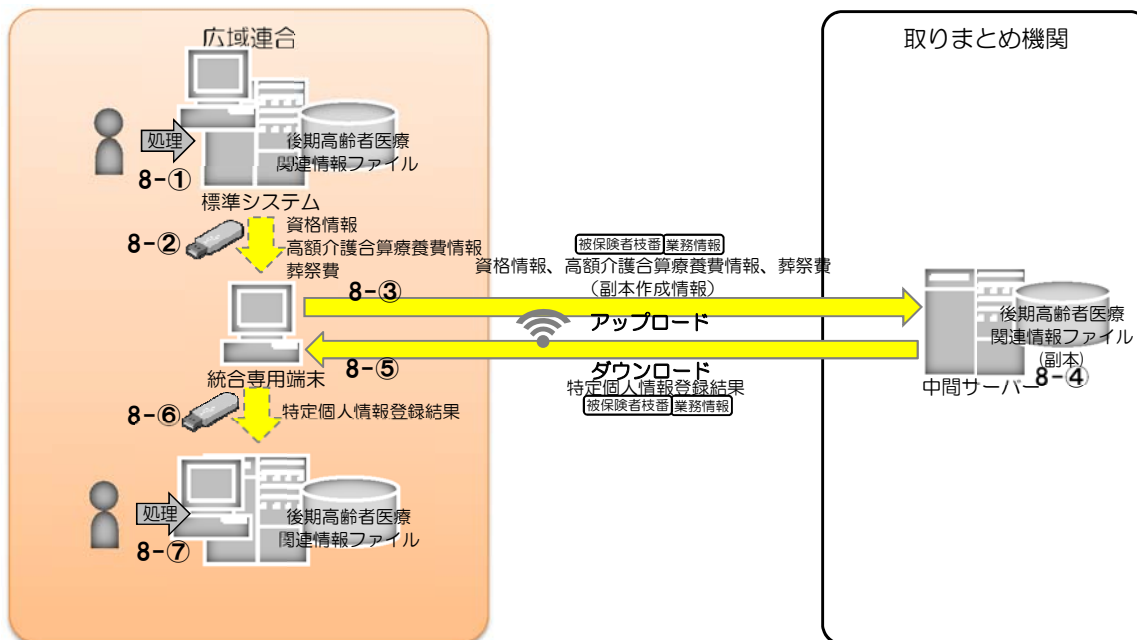 広域連合
取りまとめ機関
処理
8-①
後期高齢者医療
関連情報ファイル
標準システム
8-②
資格情報
高額介護合算療養費情報
葬祭費
被保険者枝番 業務情報
資格情報、高額介護合算療養費情報、葬祭費
(副本作成情報)
8-③
アップロード
後期高齢者医療
関連情報ファイル
(副本)
8-④
中間サーバー
8-⑤
ダウンロード
特定個人情報登録結果
被保険者枝番 業務情報
統合専用端末
8-⑥
特定個人情報登録結果
処理
8-⑦
後期高齢者医療
関連情報ファイル